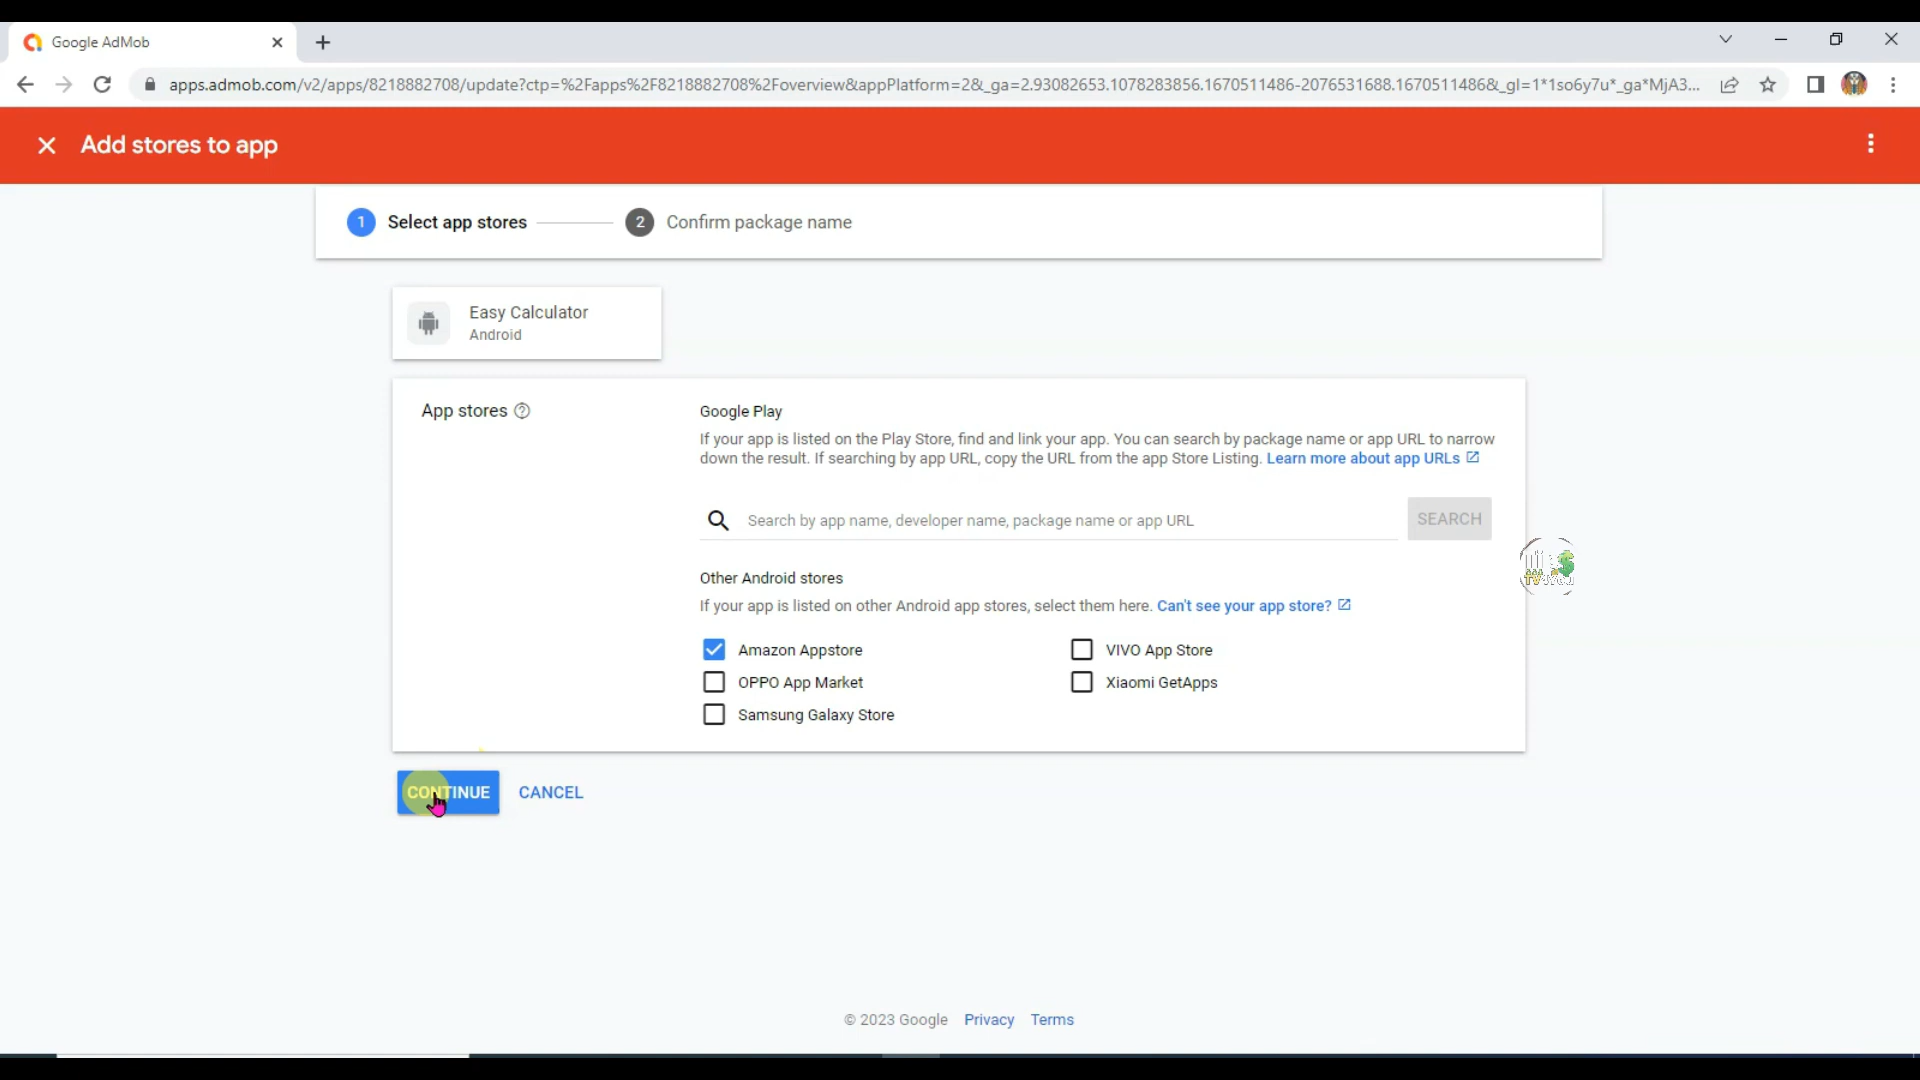 Google AdMob
apps.admob.com/v2/apps/8218882708/update?ctp=%2Fapps%2F8218882708%2Foverview&appPlatform=2&_ga=2.93082653.1078283856.1670511486-2076531688.1670511486&_gl=1*1so6y7u*_ga*MjA3...
Add stores to app
1 Select app stores 2 Confirm package name
Easy Calculator
Android
App stores
Google Play
If your app is listed on the Play Store, find and link your app. You can search by package name or app URL to narrow
down the result. If searching by app URL, copy the URL from the app Store Listing. Learn more about app URLs
Search by app name, developer name, package name or app URL
SEARCH
Other Android stores
If your app is listed on other Android app stores, select them here. Can't see your app store?
Amazon Appstore VIVO App Store
OPPO App Market Xiaomi GetApps
Samsung Galaxy Store
CONTINUE CANCEL
© 2023 Google Privacy Terms